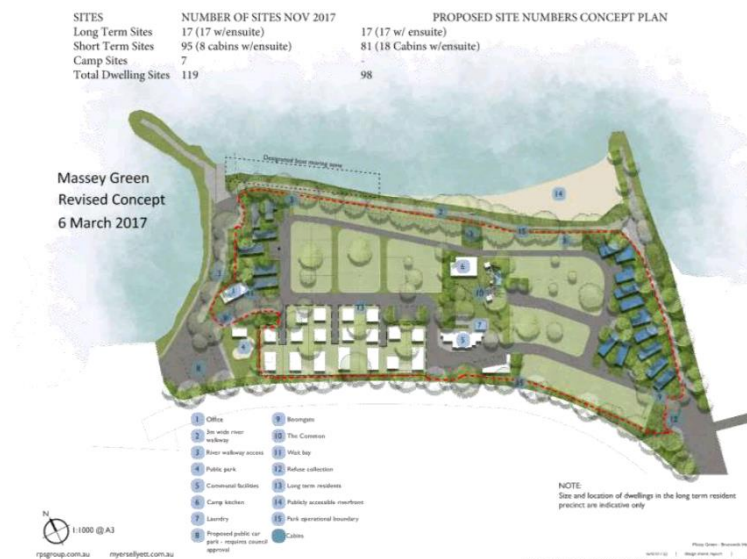 SITES NUMBER OF SITES NOV 2017 PROPOSED SITE NUMBERS CONCEPT PLAN
Long Term Sites 17 (17 w/ensuite) 17 (17 w/ ensuite)
Short Term Sites 95 (8 cabins w/ensuite) 81 (18 Cabins w/ensuite)
Camp Sites 7 -
Total Dwelling Sites 119 98
Designated boat mooring zone
Massey Green
Revised Concept
6 March 2017
1 Office
2 3m wide river
walkway
3 River walkway access
4 Public park
5 Communal facilities
6 Camp kitchen
7 Laundry
8 Proposed public car
park - requires council
approval
9 Boomgate
10 The Common
11 Wait bay
12 Refuse collection
13 Long term residents
14 Publicly accessible riverfront
15 Park operational boundary
Cabins
NOTE:
Size and location of dwellings in the long term resident
precinct are indicative only
N
1:1000 @ A3
rpsgroup.com.au myersellyett.com.au